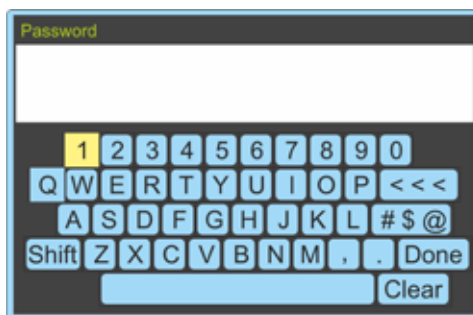 Password
1 2 3 4 5 6 7 8 9 0
Q W E R T Y U I O P < < <
A S D F G H J K L # $ @
Shift Z X C V B N M , . Done
Clear